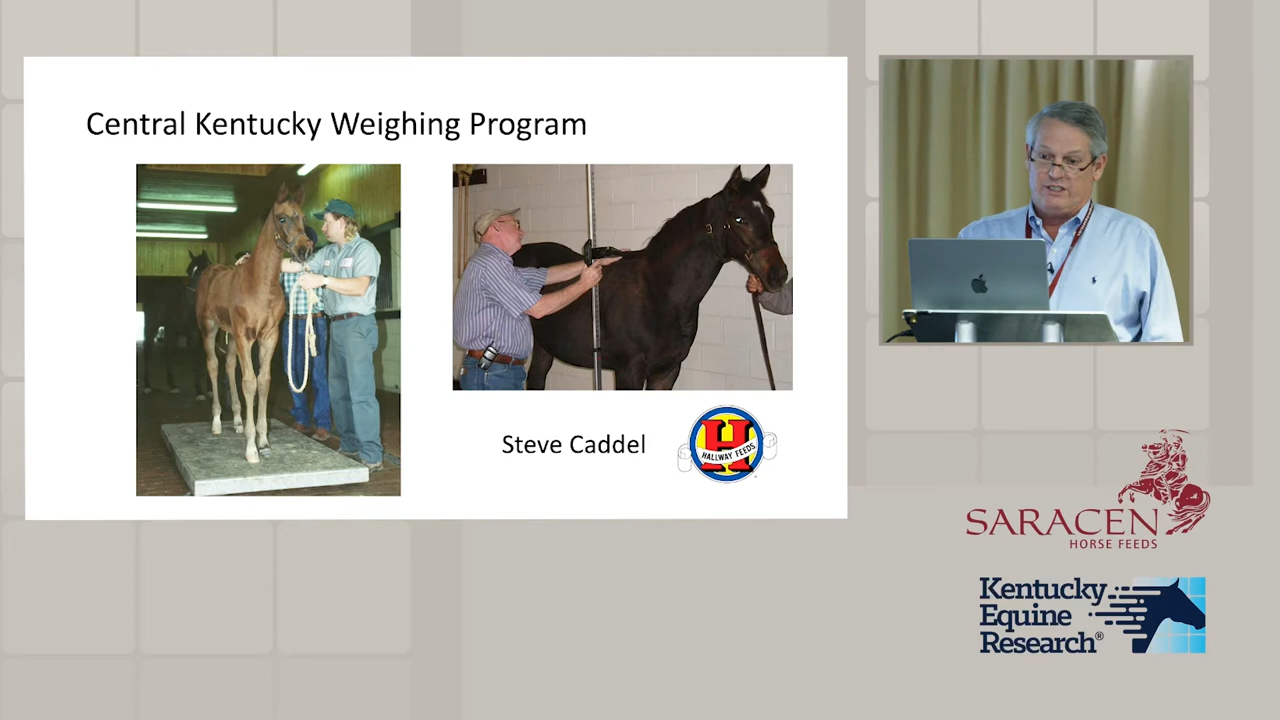 Central Kentucky Weighing Program
Steve Caddel
H
HALLWAY FEEDS
SARACEN
HORSE FEEDS
Kentucky
Equine
Research®